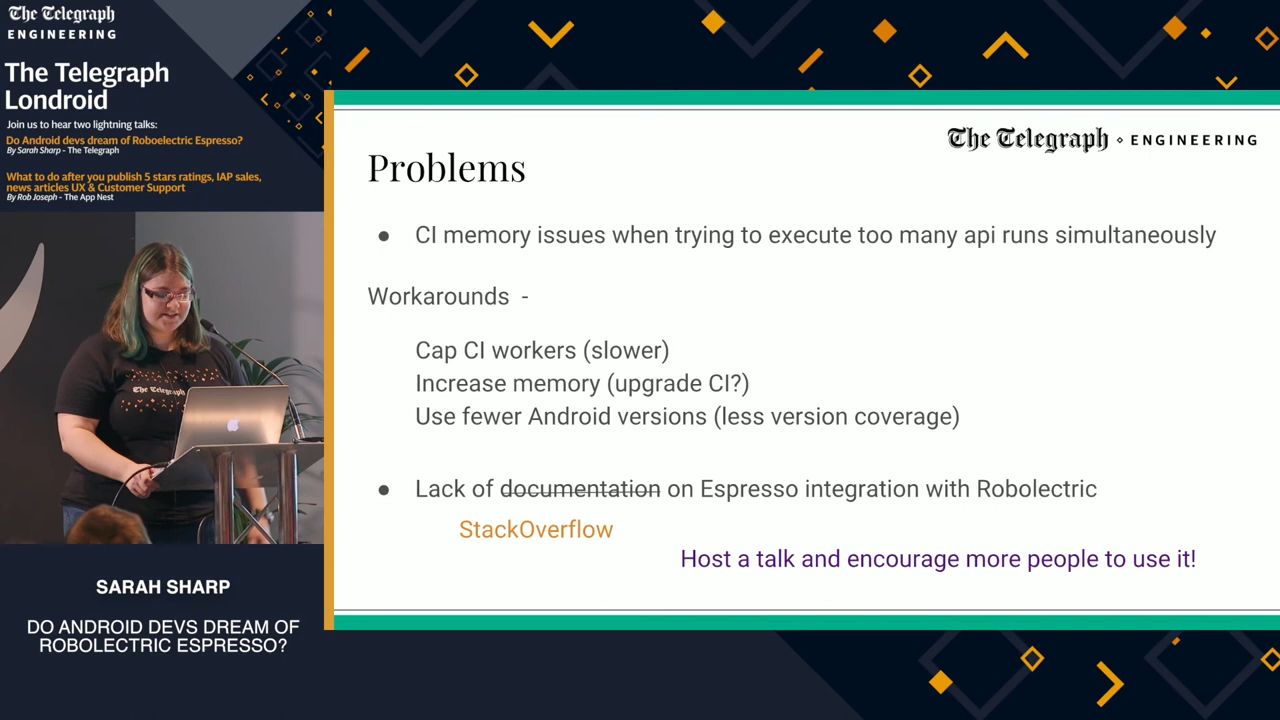 The Telegraph
ENGINEERING
The Telegraph
Londroid
Join us to hear two lightning talks:
Do Android devs dream of Roboelectric Espresso?
By Sarah Sharp - The Telegraph
What to do after you publish 5 stars ratings, IAP sales,
news articles UX & Customer Support
By Rob Joseph - The App Nest
The Telegraph
SARAH SHARP
DO ANDROID DEVS DREAM OF
ROBOLECTRIC ESPRESSO?
The Telegraph ENGINEERING
Problems
● CI memory issues when trying to execute too many api runs simultaneously
Workarounds -
Cap CI workers (slower)
Increase memory (upgrade CI?)
Use fewer Android versions (less version coverage)
● Lack of documentation on Espresso integration with Robolectric
StackOverflow
Host a talk and encourage more people to use it!